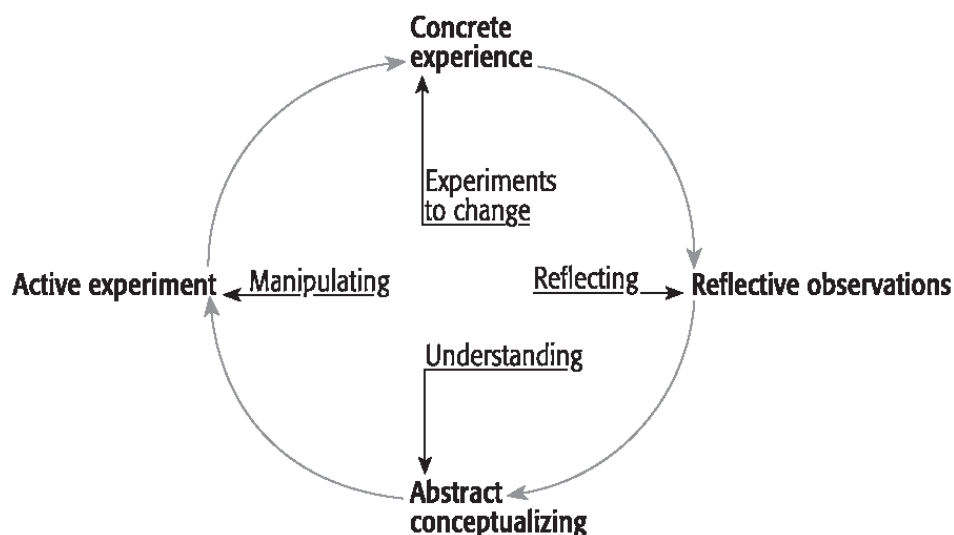 Concrete
experience
Experiments
to change
Active experiment
Manipulating
Reflecting
Reflective observations
Understanding
Abstract
conceptualizing